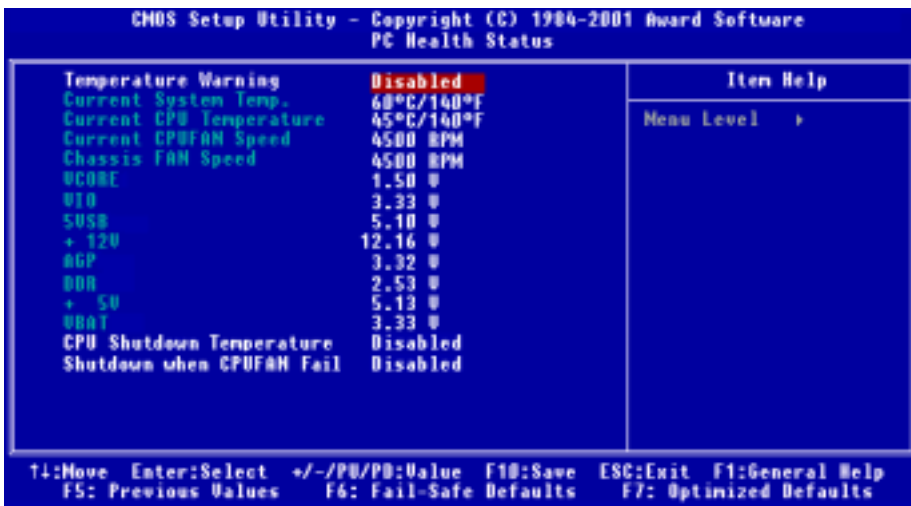 CMOS Setup Utility - Copyright (C) 1984-2001 Award Software
PC Health Status
Temperature Warning Disabled
Current System Temp. 60°C/140°F
Current CPU Temperature 45°C/140°F
Current CPUFAN Speed 4500 RPM
Chassis FAN Speed 4500 RPM
VCORE 1.50 V
VIO 3.33 V
5VSB 5.10 V
+ 12V 12.16 V
AGP 3.32 V
DDR 2.53 V
+ 5V 5.13 V
VBAT 3.33 V
CPU Shutdown Temperature Disabled
Shutdown when CPUFAN Fail Disabled
Item Help
Menu Level ▸
↑↓:Move Enter:Select +/-/PU/PD:Value F10:Save ESC:Exit F1:General Help
F5: Previous Values F6: Fail-Safe Defaults F7: Optimized Defaults